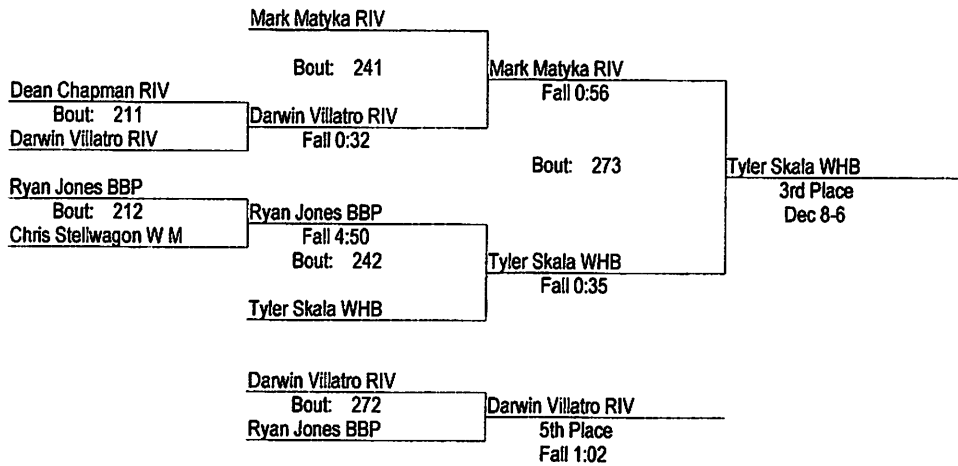 Mark Matyka RIV
Bout: 241
Mark Matyka RIV
Fall 0:56
Dean Chapman RIV
Bout: 211
Darwin Villatro RIV
Darwin Villatro RIV
Fall 0:32
Bout: 273
Tyler Skala WHB
3rd Place
Dec 8-6
Ryan Jones BBP
Bout: 212
Chris Stellwagon W M
Ryan Jones BBP
Fall 4:50
Bout: 242
Tyler Skala WHB
Fall 0:35
Tyler Skala WHB
Darwin Villatro RIV
Bout: 272
Ryan Jones BBP
Darwin Villatro RIV
5th Place
Fall 1:02